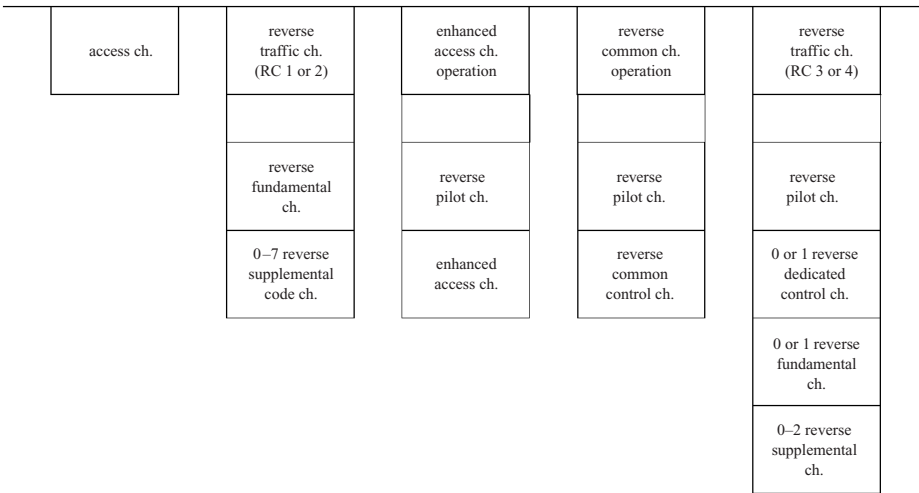 access ch.
reverse
traffic ch.
(RC 1 or 2)
enhanced
access ch.
operation
reverse
common ch.
operation
reverse
traffic ch.
(RC 3 or 4)
reverse
fundamental
ch.
reverse
pilot ch.
reverse
pilot ch.
reverse
pilot ch.
0–7 reverse
supplemental
code ch.
enhanced
access ch.
reverse
common
control ch.
0 or 1 reverse
dedicated
control ch.
0 or 1 reverse
fundamental
ch.
0–2 reverse
supplemental
ch.